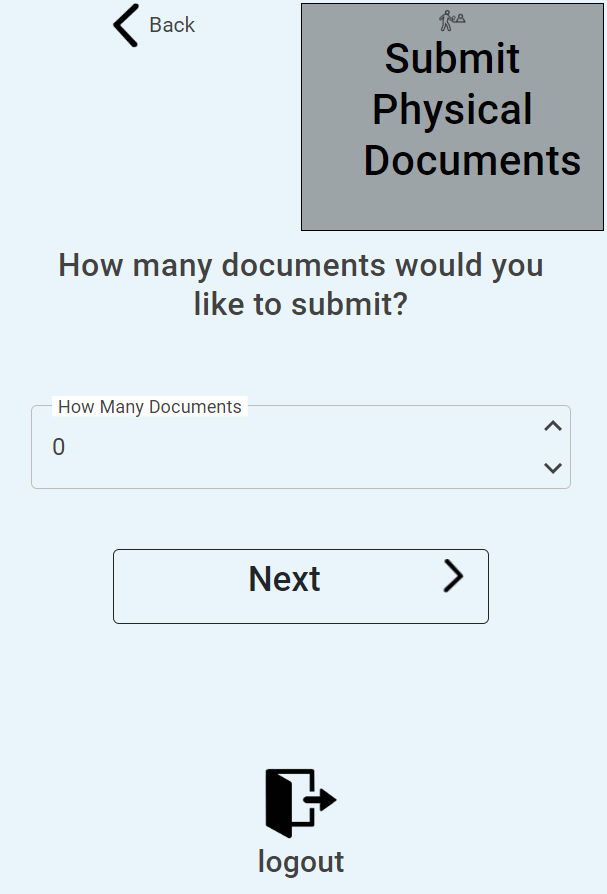 Back
Submit
Physical
Documents
How many documents would you
like to submit?
How Many Documents
0
Next
logout